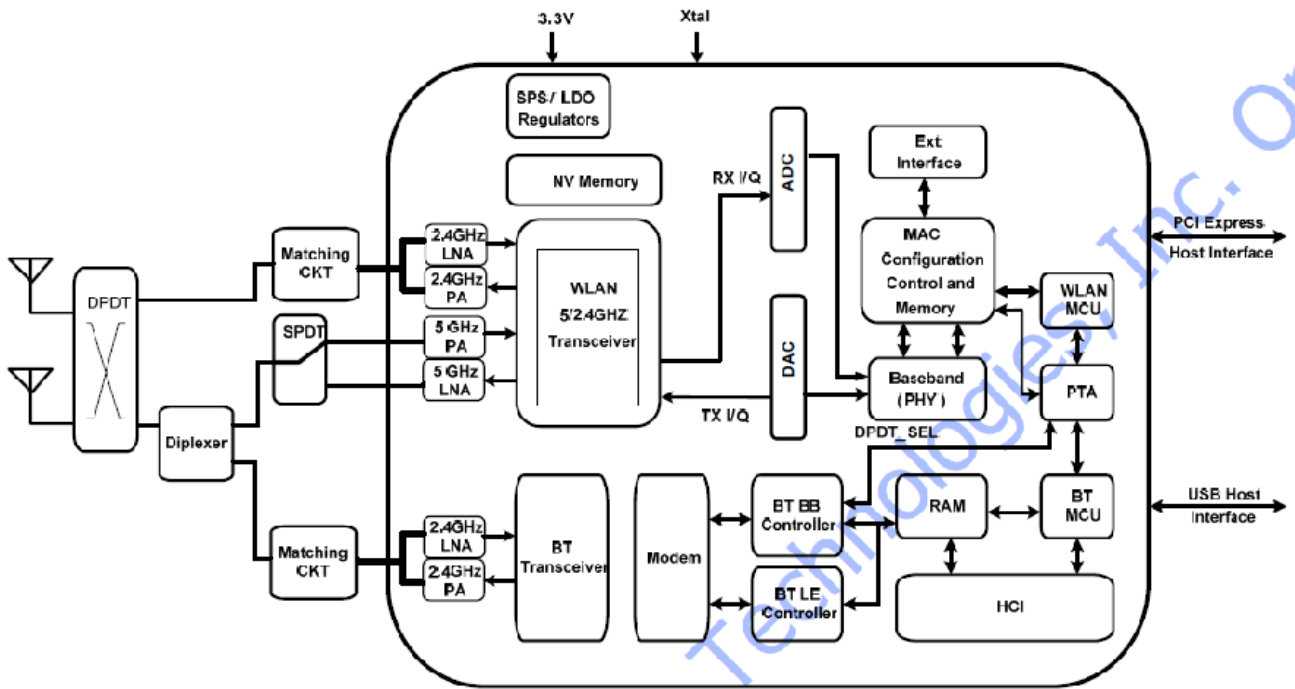 3.3V
Xtal
SPS/ LDO
Regulators
NV Memory
RX I/Q
ADC
Ext
Interface
PCI Express
Host Interface
Matching
CKT
2.4GHz
LNA
2.4GHz
PA
WLAN
5/2.4GHZ
Transceiver
MAC
Configuration
Control and
Memory
WLAN
MCU
DPDT
SPDT
5 GHz
PA
5 GHz
LNA
DAC
Baseband
(PHY)
PTA
TX I/Q
DPDT_SEL
Diplexer
Matching
CKT
2.4GHz
LNA
2.4GHz
PA
BT
Transceiver
Modem
BT BB
Controller
BT LE
Controller
RAM
BT
MCU
HCI
USB Host
Interface
Technologies, Inc.